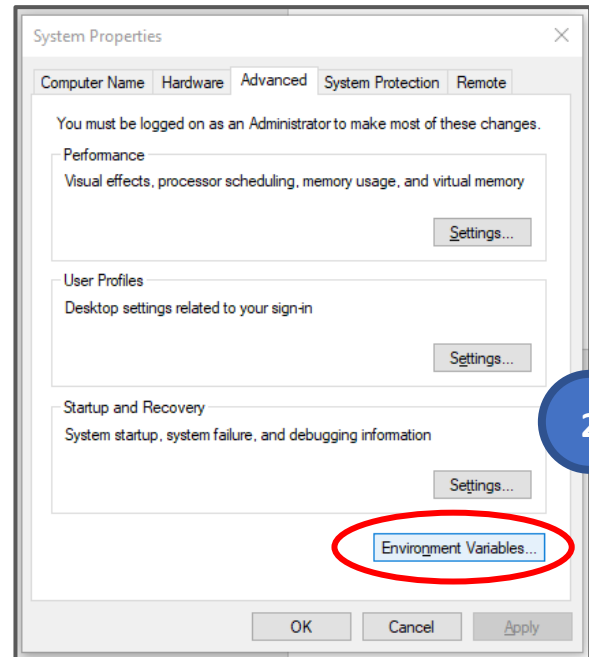 System Properties
Computer Name Hardware Advanced System Protection Remote
You must be logged on as an Administrator to make most of these changes.
Performance
Visual effects, processor scheduling, memory usage, and virtual memory
Settings...
User Profiles
Desktop settings related to your sign-in
Settings...
Startup and Recovery
System startup, system failure, and debugging information
2
Settings...
Environment Variables...
OK Cancel Apply